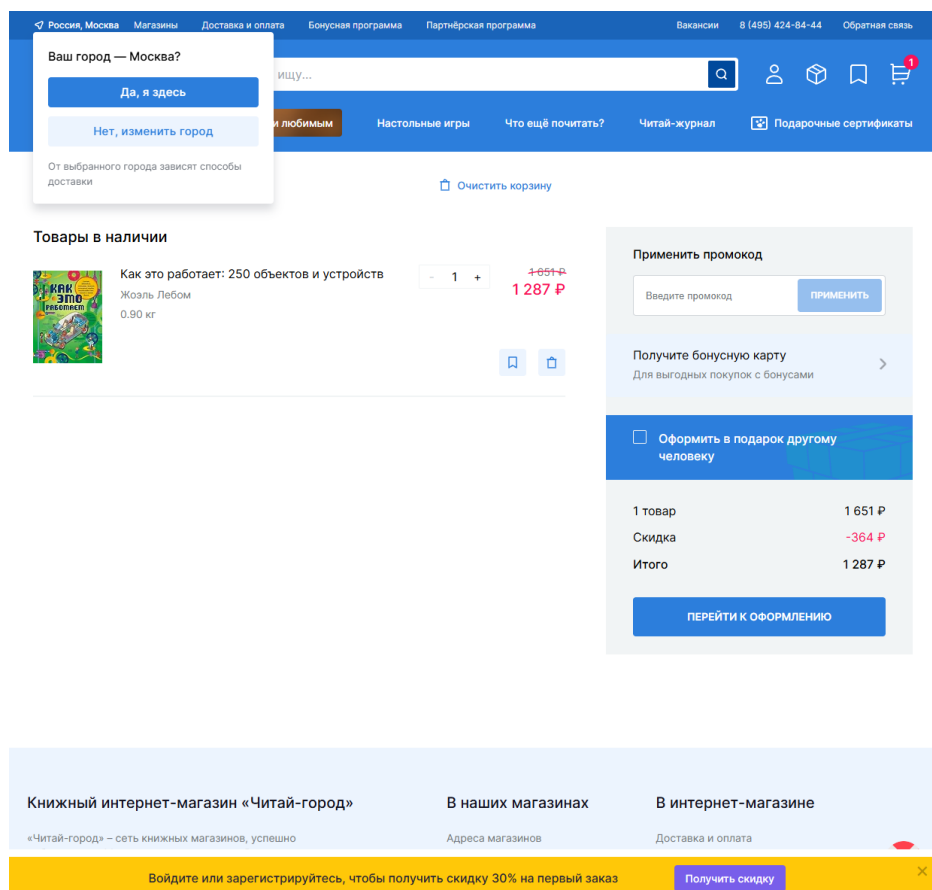 Россия, Москва Магазины Доставка и оплата Бонусная программа Партнёрская программа Вакансии 8 (495) 424-84-44 Обратная связь
Ваш город — Москва?
Да, я здесь
Нет, изменить город
От выбранного города зависят способы
доставки
ищу...
1
любимым Настольные игры Что ещё почитать? Читай-журнал Подарочные сертификаты
Очистить корзину
Товары в наличии
КАК
ЭТО
РАБОТАЕТ
Как это работает: 250 объектов и устройств
Жоэль Лебом
0.90 кг
- 1 +
1 651 ₽
1 287 ₽
Применить промокод
Введите промокод ПРИМЕНИТЬ
Получите бонусную карту
Для выгодных покупок с бонусами
Оформить в подарок другому
человеку
1 товар 1 651 ₽
Скидка -364 ₽
Итого 1 287 ₽
ПЕРЕЙТИ К ОФОРМЛЕНИЮ
Книжный интернет-магазин «Читай-город» В наших магазинах В интернет-магазине
«Читай-город» – сеть книжных магазинов, успешно Адреса магазинов Доставка и оплата
Войдите или зарегистрируйтесь, чтобы получить скидку 30% на первый заказ Получить скидку